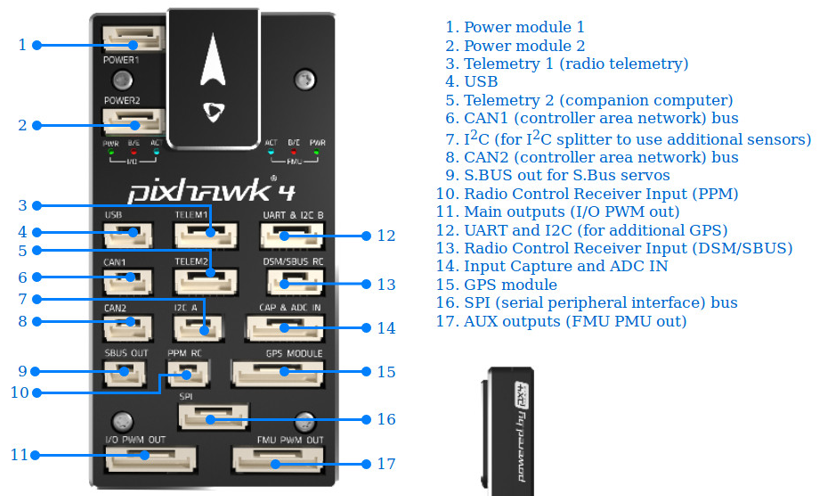 1
POWER1
POWER2
2
PWR B/E ACT
I/O
ACT B/E PWR
FMU
pixhawk®4
3
USB
TELEM1
UART & I2C B
4
12
5
CAN1
TELEM2
DSM/SBUS RC
6
13
7
CAN2
I2C A
CAP & ADC IN
8
14
SBUS OUT
PPM RC
GPS MODULE
9
15
10
SPI
16
I/O PWM OUT
FMU PWM OUT
11
17
1. Power module 1
2. Power module 2
3. Telemetry 1 (radio telemetry)
4. USB
5. Telemetry 2 (companion computer)
6. CAN1 (controller area network) bus
7. I²C (for I²C splitter to use additional sensors)
8. CAN2 (controller area network) bus
9. S.BUS out for S.Bus servos
10. Radio Control Receiver Input (PPM)
11. Main outputs (I/O PWM out)
12. UART and I2C (for additional GPS)
13. Radio Control Receiver Input (DSM/SBUS)
14. Input Capture and ADC IN
15. GPS module
16. SPI (serial peripheral interface) bus
17. AUX outputs (FMU PMU out)